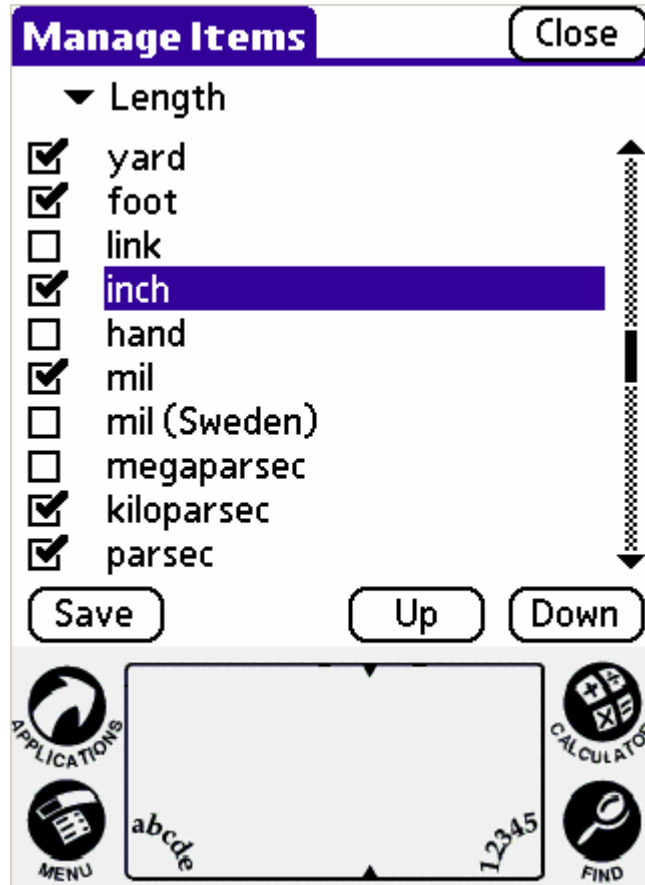 Manage Items
Close
Length
yard
foot
link
inch
hand
mil
mil (Sweden)
megaparsec
kiloparsec
parsec
Save
Up
Down
APPLICATIONS
MENU
abcde
12345
CALCULATO
FIND